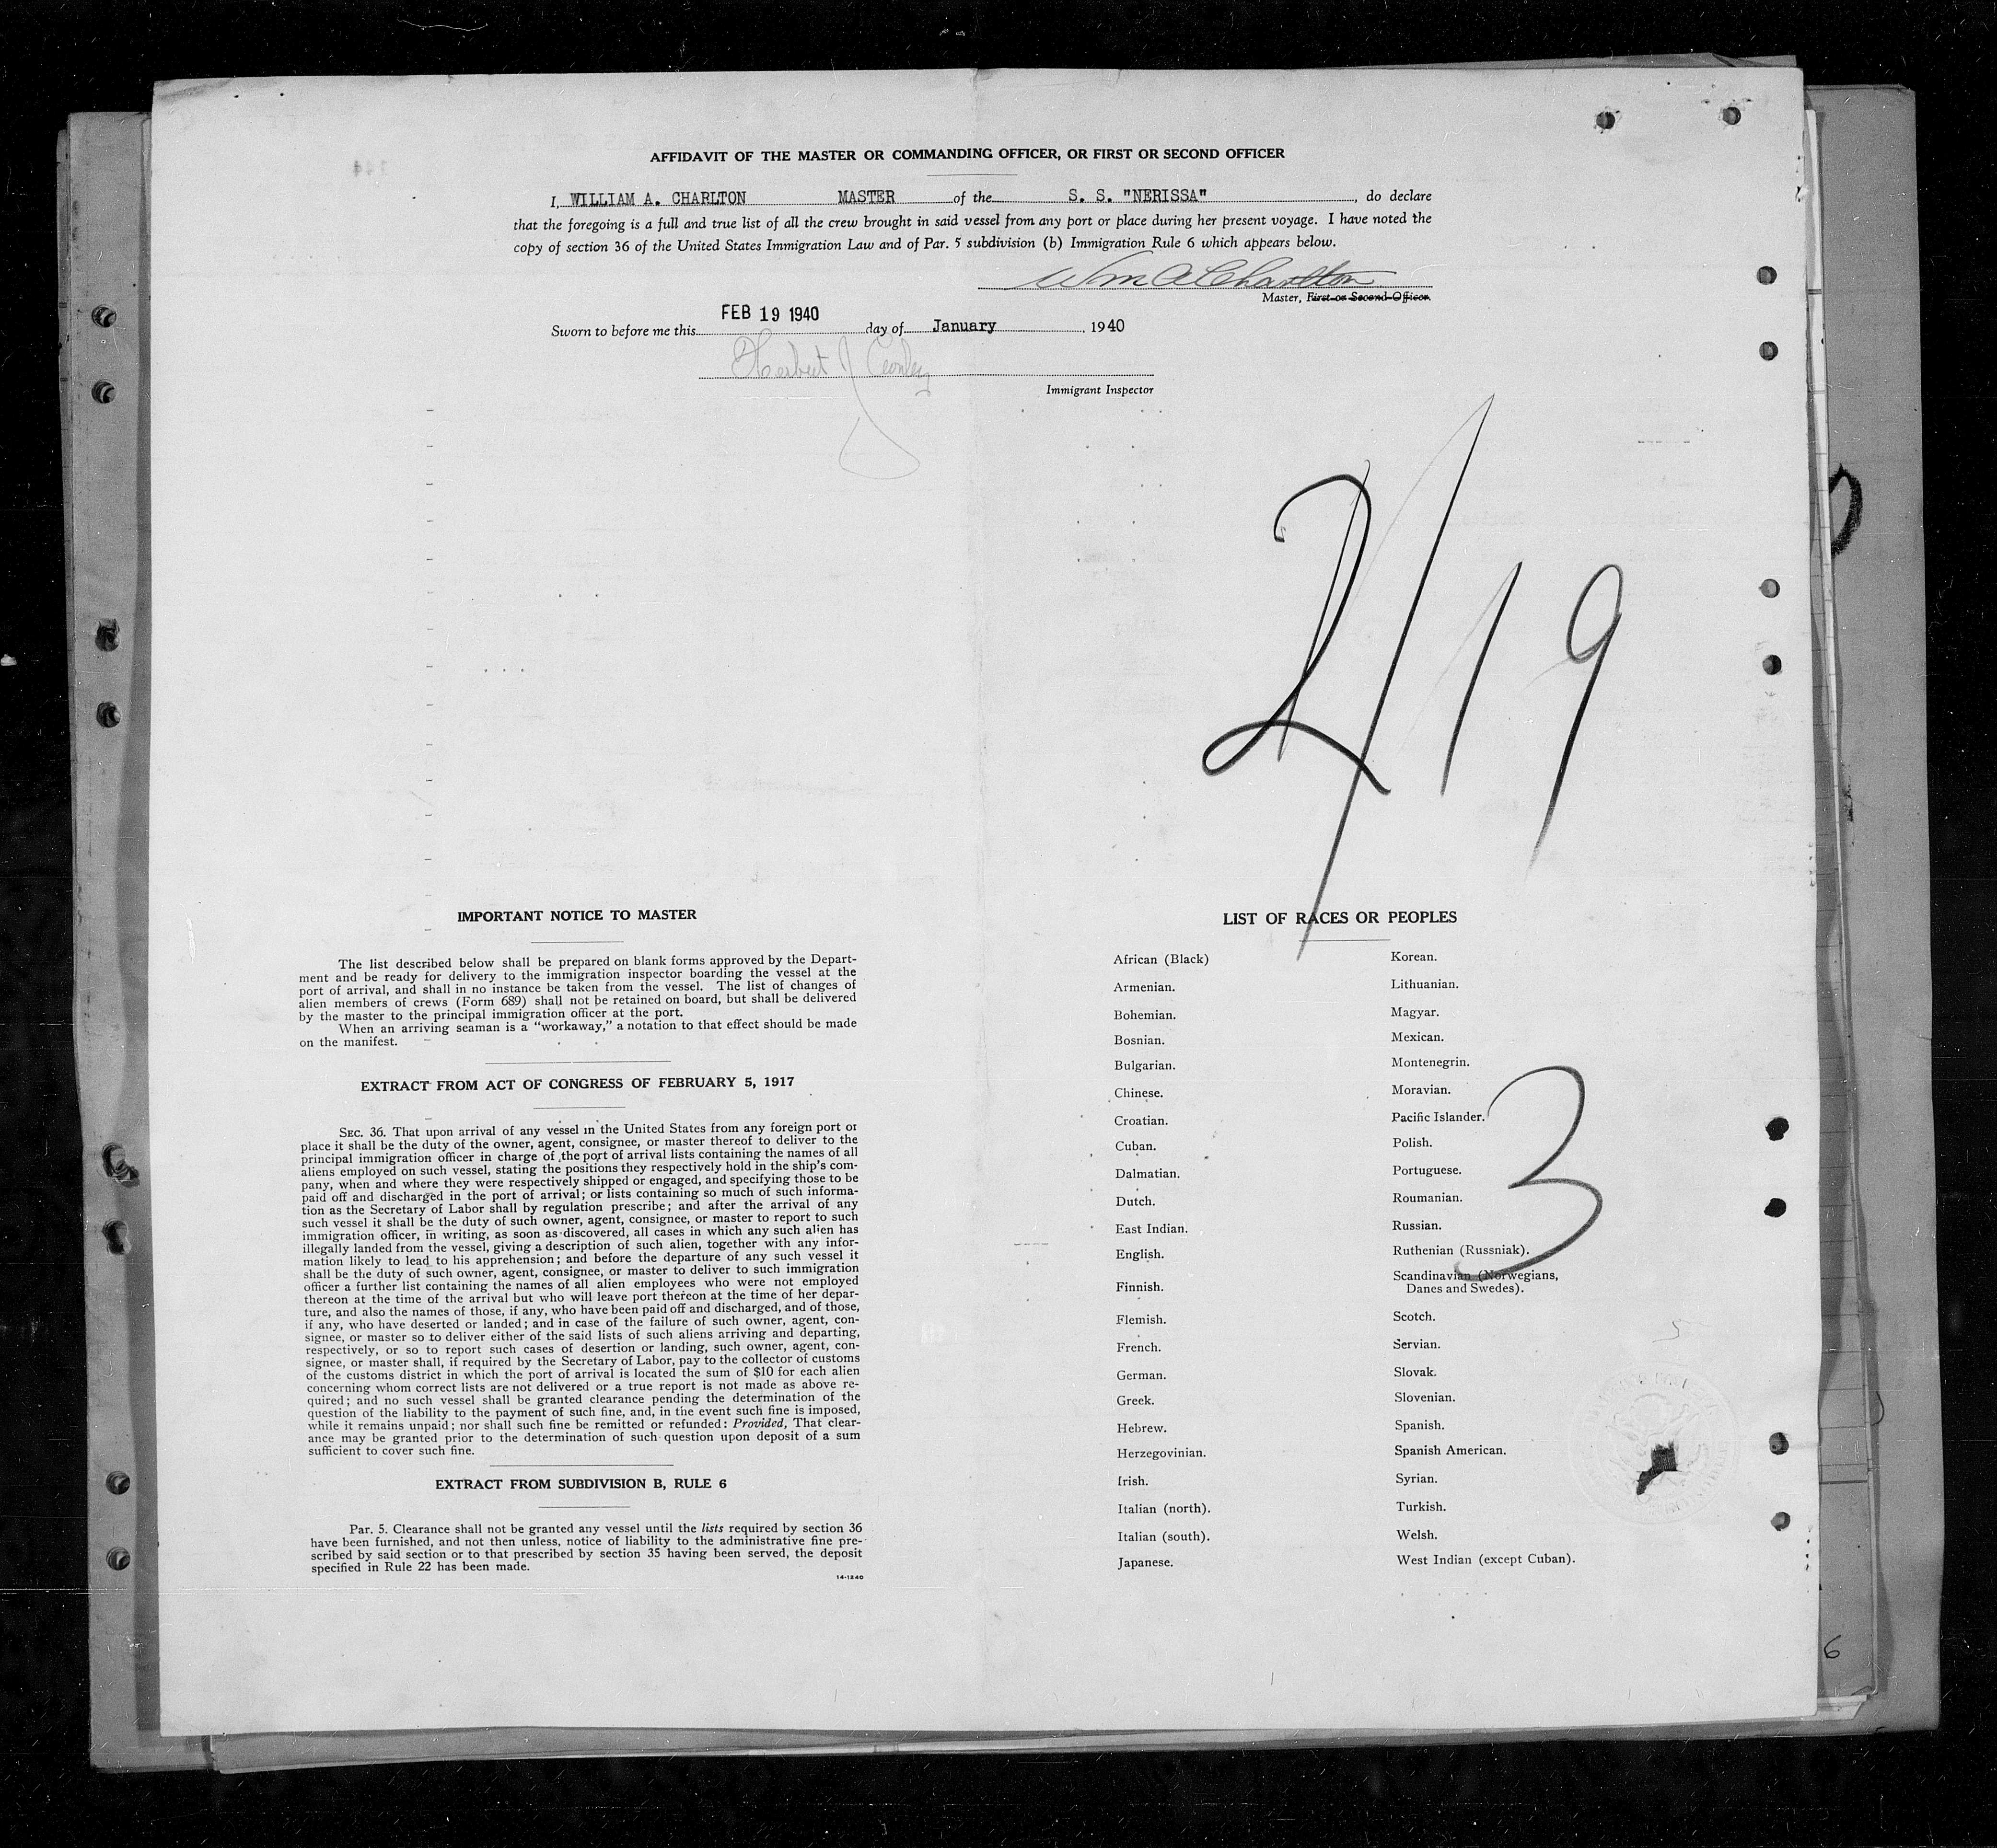 AFFIDAVIT OF THE MASTER OR COMMANDING OFFICER, OR FIRST OR SECOND OFFICER
I, WILLIAM A. CHARLTON MASTER of the S. S. "NERISSA", do declare
that the foregoing is a full and true list of all the crew brought in said vessel from any port or place during her present voyage. I have noted the
copy of section 36 of the United States Immigration Law and of Par. 5 subdivision (b) Immigration Rule 6 which appears below.
Wm A Charlton
Master, First or Second Officer.
FEB 19 1940
Sworn to before me this day of January, 1940
Herbert J
Immigrant Inspector
2/19
IMPORTANT NOTICE TO MASTER
The list described below shall be prepared on blank forms approved by the Depart-
ment and be ready for delivery to the immigration inspector boarding the vessel at the
port of arrival, and shall in no instance be taken from the vessel. The list of changes of
alien members of crews (Form 689) shall not be retained on board, but shall be delivered
by the master to the principal immigration officer at the port.
When an arriving seaman is a "workaway," a notation to that effect should be made
on the manifest.
EXTRACT FROM ACT OF CONGRESS OF FEBRUARY 5, 1917
SEC. 36. That upon arrival of any vessel in the United States from any foreign port or
place it shall be the duty of the owner, agent, consignee, or master thereof to deliver to the
principal immigration officer in charge of the port of arrival lists containing the names of all
aliens employed on such vessel, stating the positions they respectively hold in the ship's com-
pany, when and where they were respectively shipped or engaged, and specifying those to be
paid off and discharged in the port of arrival; or lists containing so much of such informa-
tion as the Secretary of Labor shall by regulation prescribe; and after the arrival of any
such vessel it shall be the duty of such owner, agent, consignee, or master to report to such
immigration officer, in writing, as soon as discovered, all cases in which any such alien has
illegally landed from the vessel, giving a description of such alien, together with any infor-
mation likely to lead to his apprehension; and before the departure of any such vessel it
shall be the duty of such owner, agent, consignee, or master to deliver to such immigration
officer a further list containing the names of all alien employees who were not employed
thereon at the time of the arrival but who will leave port thereon at the time of her depar-
ture, and also the names of those, if any, who have been paid off and discharged, and of those,
if any, who have deserted or landed; and in case of the failure of such owner, agent, con-
signee, or master so to deliver either of the said lists of such aliens arriving and departing,
respectively, or so to report such cases of desertion or landing, such owner, agent, con-
signee, or master shall, if required by the Secretary of Labor, pay to the collector of customs
of the customs district in which the port of arrival is located the sum of $10 for each alien
concerning whom correct lists are not delivered or a true report is not made as above re-
quired; and no such vessel shall be granted clearance pending the determination of the
question of the liability to the payment of such fine, and, in the event such fine is imposed,
while it remains unpaid; nor shall such fine be remitted or refunded: Provided, That clear-
ance may be granted prior to the determination of such question upon deposit of a sum
sufficient to cover such fine.
EXTRACT FROM SUBDIVISION B, RULE 6
Par. 5. Clearance shall not be granted any vessel until the lists required by section 36
have been furnished, and not then unless, notice of liability to the administrative fine pre-
scribed by said section or to that prescribed by section 35 having been served, the deposit
specified in Rule 22 has been made.
14-1240
LIST OF RACES OR PEOPLES
African (Black)
Armenian.
Bohemian.
Bosnian.
Bulgarian.
Chinese.
Croatian.
Cuban.
Dalmatian.
Dutch.
East Indian.
English.
Finnish.
Flemish.
French.
German.
Greek.
Hebrew.
Herzegovinian.
Irish.
Italian (north).
Italian (south).
Japanese.
Korean.
Lithuanian.
Magyar.
Mexican.
Montenegrin.
Moravian.
Pacific Islander.
Polish.
Portuguese.
Roumanian.
Russian.
Ruthenian (Russniak).
Scandinavian (Norwegians,
Danes and Swedes).
Scotch.
Servian.
Slovak.
Slovenian.
Spanish.
Spanish American.
Syrian.
Turkish.
Welsh.
West Indian (except Cuban).
3
5
6